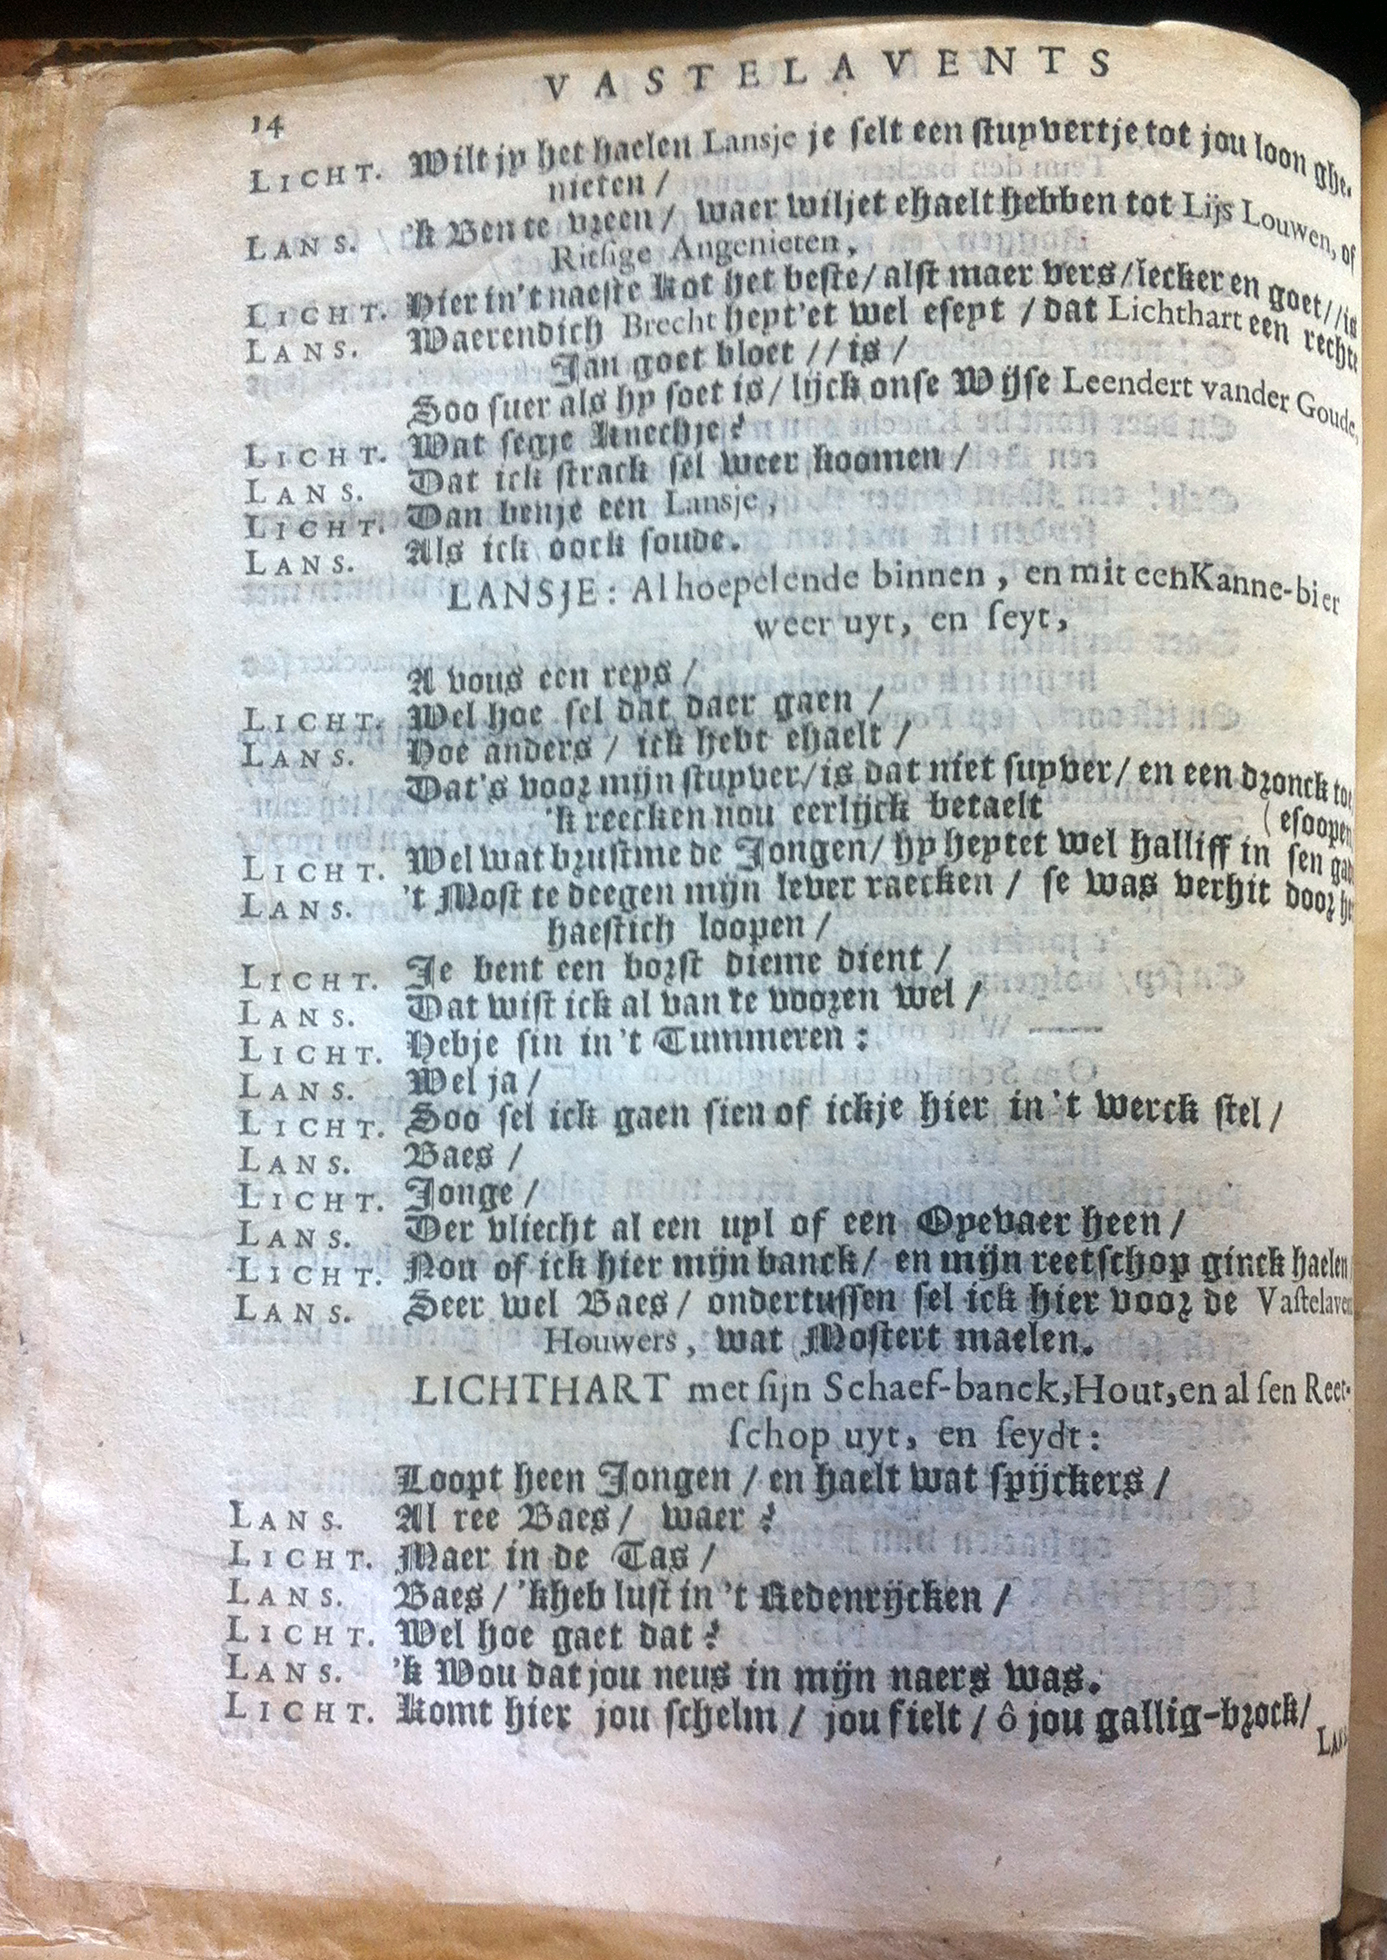 VASTELAVENTS
14
LICHT. Wilt jy het haelen Lansje je selt een stuyvertje tot jou loon ghe-
nieten /
LANS. 'k Ben te vreen / waer wiljet ehaelt hebben tot Lijs Louwen, of
Ritsige Angenieten,
LICHT. Hier in't naeste Kot het beste / alst maer vers / lecker en goet // is
LANS. Waerendich Brecht heyt'et wel eseyt / dat Lichthart een rechte
Jan goet bloet // is /
Soo suer als hy soet is / lijck onse Wijse Leendert vander Goude,
LICHT. Wat segje Knechje?
LANS. Dat ick strack sel weer koomen /
LICHT. Dan benje een Lansje,
LANS. Als ick oock soude.
LANSJE: Al hoepelende binnen, en mit een Kanne-bier
weer uyt, en seyt,
A vous een reys /
LICHT. Wel hoe sel dat daer gaen /
LANS. Hoe anders / ick hebt ehaelt /
Dat's voor mijn stuyver / is dat niet suyver / en een dronck toe
'k reecken nou eerlijck betaelt (esoopen
LICHT. Wel wat brustme de Jongen / hy heytet wel halliff in sen
LANS. 't Most te deegen mijn lever raecken / se was verhit door
haestich loopen /
LICHT. Je bent een borst dieme dient /
LANS. Dat wist ick al van te vooren wel /
LICHT. Hebje sin in 't Tummeren:
LANS. Wel ja /
LICHT. Soo sel ick gaen sien of ickje hier in 't werck stel /
LANS. Baes /
LICHT. Jonge /
LANS. Der vliecht al een uyl of een Opevaer heen /
LICHT. Nou of ick hier mijn banck / en mijn reetschop ginck haelen
LANS. Seer wel Baes / ondertussen sel ick hier voor de Vastelaven
Houwers, wat Mostert maelen.
LICHTHART met sijn Schaef-banck, Hout, en al sen Reet-
schop uyt, en seydt:
Loopt heen Jongen / en haelt wat spijckers /
LANS. Al ree Baes / waer?
LICHT. Maer in de Tas /
LANS. Baes / 'kheb lust in 't Redenrijcken /
LICHT. Wel hoe gaet dat?
LANS. 'k Wou dat jou neus in mijn naers was.
LICHT. Komt hier jou schelm / jou fielt / ô jou gallig-brock /
LANS